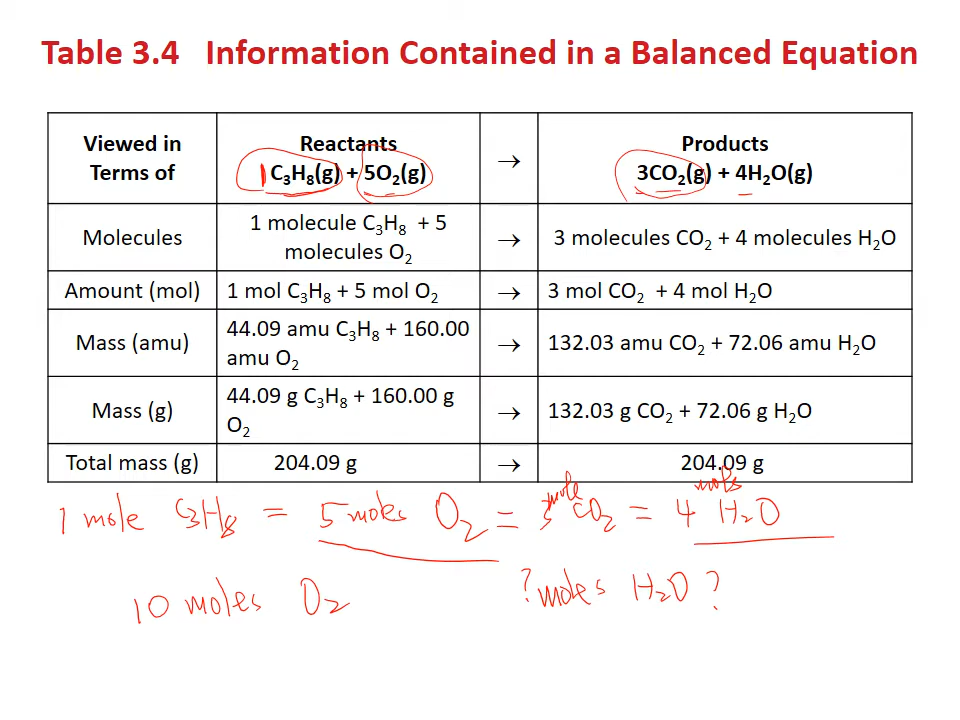 Table 3.4 Information Contained in a Balanced Equation
Viewed in Terms of
Reactants
1 C₃H₈(g) + 5O₂(g)
→
Products
3CO₂(g) + 4H₂O(g)
Molecules
1 molecule C₃H₈ + 5
molecules O₂
→
3 molecules CO₂ + 4 molecules H₂O
Amount (mol)
1 mol C₃H₈ + 5 mol O₂
→
3 mol CO₂ + 4 mol H₂O
Mass (amu)
44.09 amu C₃H₈ + 160.00
amu O₂
→
132.03 amu CO₂ + 72.06 amu H₂O
Mass (g)
44.09 g C₃H₈ + 160.00 g
O₂
→
132.03 g CO₂ + 72.06 g H₂O
Total mass (g)
204.09 g
→
204.09 g
1 mole C₃H₈ = 5 moles O₂ = 3 mole CO₂ = 4 mols H₂O
10 moles O₂ ? moles H₂O ?